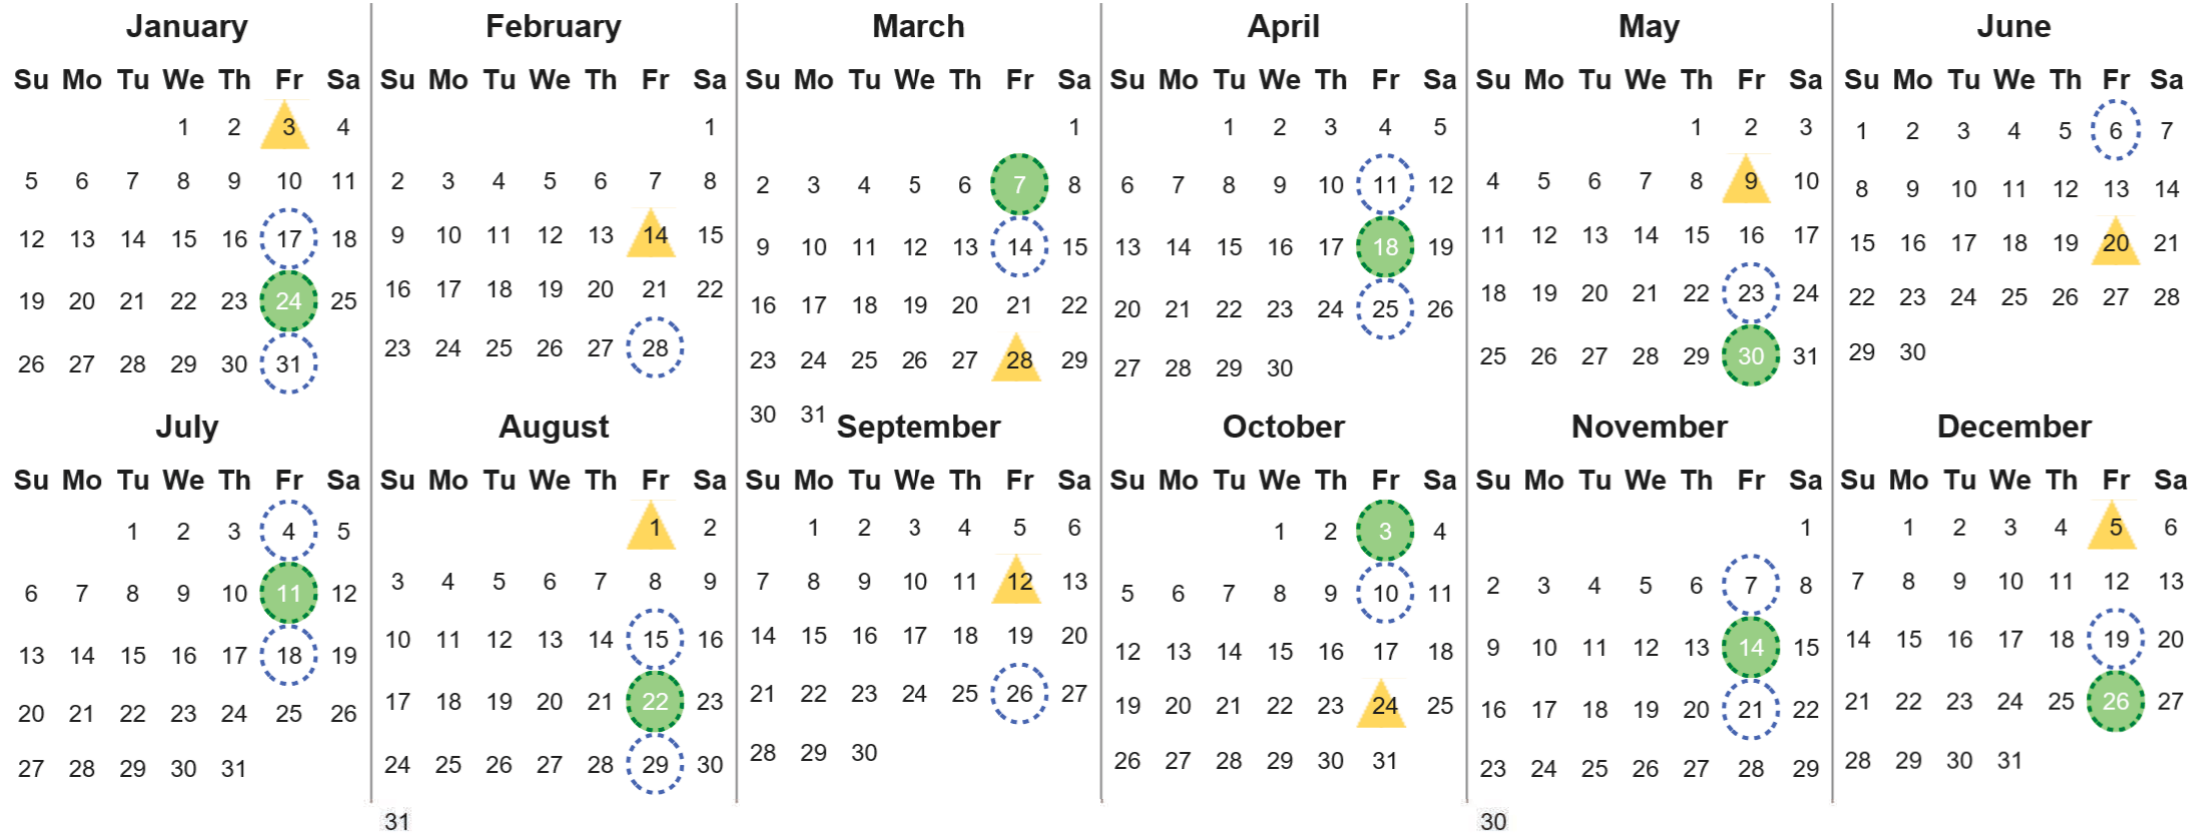 January
Su Mo Tu We Th Fr Sa
1 2 3 4
5 6 7 8 9 10 11
12 13 14 15 16 17 18
19 20 21 22 23 24 25
26 27 28 29 30 31
February
Su Mo Tu We Th Fr Sa
1
2 3 4 5 6 7 8
9 10 11 12 13 14 15
16 17 18 19 20 21 22
23 24 25 26 27 28
March
Su Mo Tu We Th Fr Sa
1
2 3 4 5 6 7 8
9 10 11 12 13 14 15
16 17 18 19 20 21 22
23 24 25 26 27 28 29
30 31
April
Su Mo Tu We Th Fr Sa
1 2 3 4 5
6 7 8 9 10 11 12
13 14 15 16 17 18 19
20 21 22 23 24 25 26
27 28 29 30
May
Su Mo Tu We Th Fr Sa
1 2 3
4 5 6 7 8 9 10
11 12 13 14 15 16 17
18 19 20 21 22 23 24
25 26 27 28 29 30 31
June
Su Mo Tu We Th Fr Sa
1 2 3 4 5 6 7
8 9 10 11 12 13 14
15 16 17 18 19 20 21
22 23 24 25 26 27 28
29 30
July
Su Mo Tu We Th Fr Sa
1 2 3 4 5
6 7 8 9 10 11 12
13 14 15 16 17 18 19
20 21 22 23 24 25 26
27 28 29 30 31
August
Su Mo Tu We Th Fr Sa
1 2
3 4 5 6 7 8 9
10 11 12 13 14 15 16
17 18 19 20 21 22 23
24 25 26 27 28 29 30
31
September
Su Mo Tu We Th Fr Sa
1 2 3 4 5 6
7 8 9 10 11 12 13
14 15 16 17 18 19 20
21 22 23 24 25 26 27
28 29 30
October
Su Mo Tu We Th Fr Sa
1 2 3 4
5 6 7 8 9 10 11
12 13 14 15 16 17 18
19 20 21 22 23 24 25
26 27 28 29 30 31
November
Su Mo Tu We Th Fr Sa
1
2 3 4 5 6 7 8
9 10 11 12 13 14 15
16 17 18 19 20 21 22
23 24 25 26 27 28 29
30
December
Su Mo Tu We Th Fr Sa
1 2 3 4 5 6
7 8 9 10 11 12 13
14 15 16 17 18 19 20
21 22 23 24 25 26 27
28 29 30 31